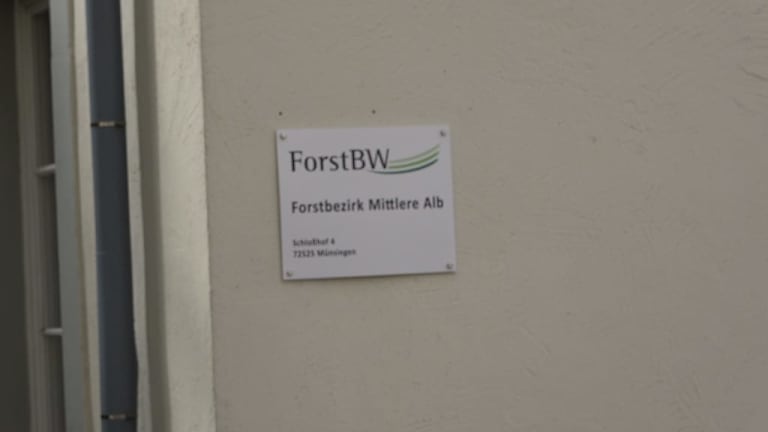 ForstBW
Forstbezirk Mittlere Alb
Schloßhof 4
72525 Münsingen